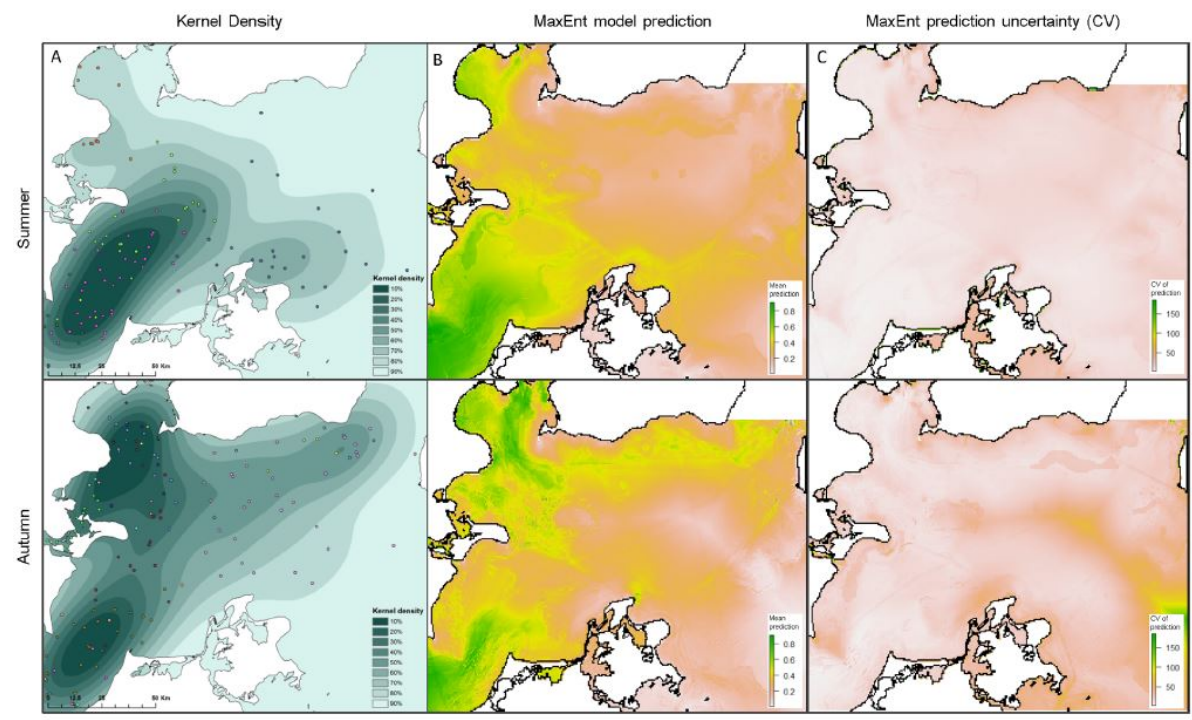 Kernel Density
MaxEnt model prediction
MaxEnt prediction uncertainty (CV)
Summer
A
Kernel density
10%
20%
30%
40%
50%
60%
70%
80%
90%
0 12,5 25 50 Km
B
Mean
prediction
0.8
0.6
0.4
0.2
C
CV of
prediction
150
100
50
Autumn
Kernel density
10%
20%
30%
40%
50%
60%
70%
80%
90%
0 12,5 25 50 Km
Mean
prediction
0.8
0.6
0.4
0.2
CV of
prediction
150
100
50